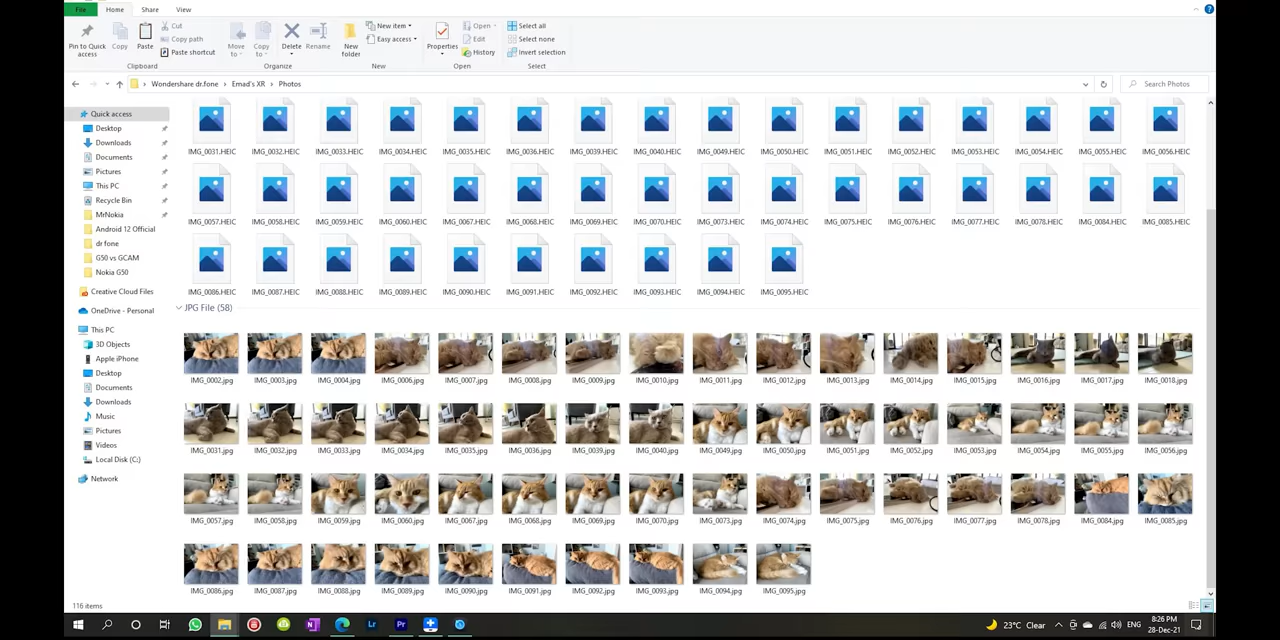 File Home Share View
Pin to Quick access
Copy
Paste
Cut
Copy path
Paste shortcut
Clipboard
Move to
Copy to
Delete
Rename
Organize
New folder
New item
Easy access
New
Properties
Open
Edit
History
Open
Select all
Select none
Invert selection
Select
Wondershare dr.fone > Emad's XR > Photos
Search Photos
Quick access
Desktop
Downloads
Documents
Pictures
This PC
Recycle Bin
MrNokia
Android 12 Official
dr fone
G50 vs GCAM
Nokia G50
Creative Cloud Files
OneDrive - Personal
This PC
3D Objects
Apple iPhone
Desktop
Documents
Downloads
Music
Pictures
Videos
Local Disk (C:)
Network
IMG_0031.HEIC IMG_0032.HEIC IMG_0033.HEIC IMG_0034.HEIC IMG_0035.HEIC IMG_0036.HEIC IMG_0039.HEIC IMG_0040.HEIC IMG_0049.HEIC IMG_0050.HEIC IMG_0051.HEIC IMG_0052.HEIC IMG_0053.HEIC IMG_0054.HEIC IMG_0055.HEIC IMG_0056.HEIC
IMG_0057.HEIC IMG_0058.HEIC IMG_0059.HEIC IMG_0060.HEIC IMG_0067.HEIC IMG_0068.HEIC IMG_0069.HEIC IMG_0070.HEIC IMG_0073.HEIC IMG_0074.HEIC IMG_0075.HEIC IMG_0076.HEIC IMG_0077.HEIC IMG_0078.HEIC IMG_0084.HEIC IMG_0085.HEIC
IMG_0086.HEIC IMG_0087.HEIC IMG_0088.HEIC IMG_0089.HEIC IMG_0090.HEIC IMG_0091.HEIC IMG_0092.HEIC IMG_0093.HEIC IMG_0094.HEIC IMG_0095.HEIC
JPG File (58)
IMG_0002.jpg IMG_0003.jpg IMG_0004.jpg IMG_0006.jpg IMG_0007.jpg IMG_0008.jpg IMG_0009.jpg IMG_0010.jpg IMG_0011.jpg IMG_0012.jpg IMG_0013.jpg IMG_0014.jpg IMG_0015.jpg IMG_0016.jpg IMG_0017.jpg IMG_0018.jpg
IMG_0031.jpg IMG_0032.jpg IMG_0033.jpg IMG_0034.jpg IMG_0035.jpg IMG_0036.jpg IMG_0039.jpg IMG_0040.jpg IMG_0049.jpg IMG_0050.jpg IMG_0051.jpg IMG_0052.jpg IMG_0053.jpg IMG_0054.jpg IMG_0055.jpg IMG_0056.jpg
IMG_0057.jpg IMG_0058.jpg IMG_0059.jpg IMG_0060.jpg IMG_0067.jpg IMG_0068.jpg IMG_0069.jpg IMG_0070.jpg IMG_0073.jpg IMG_0074.jpg IMG_0075.jpg IMG_0076.jpg IMG_0077.jpg IMG_0078.jpg IMG_0084.jpg IMG_0085.jpg
IMG_0086.jpg IMG_0087.jpg IMG_0088.jpg IMG_0089.jpg IMG_0090.jpg IMG_0091.jpg IMG_0092.jpg IMG_0093.jpg IMG_0094.jpg IMG_0095.jpg
116 items
Lr Pr
23°C Clear
ENG
8:26 PM
28-Dec-21